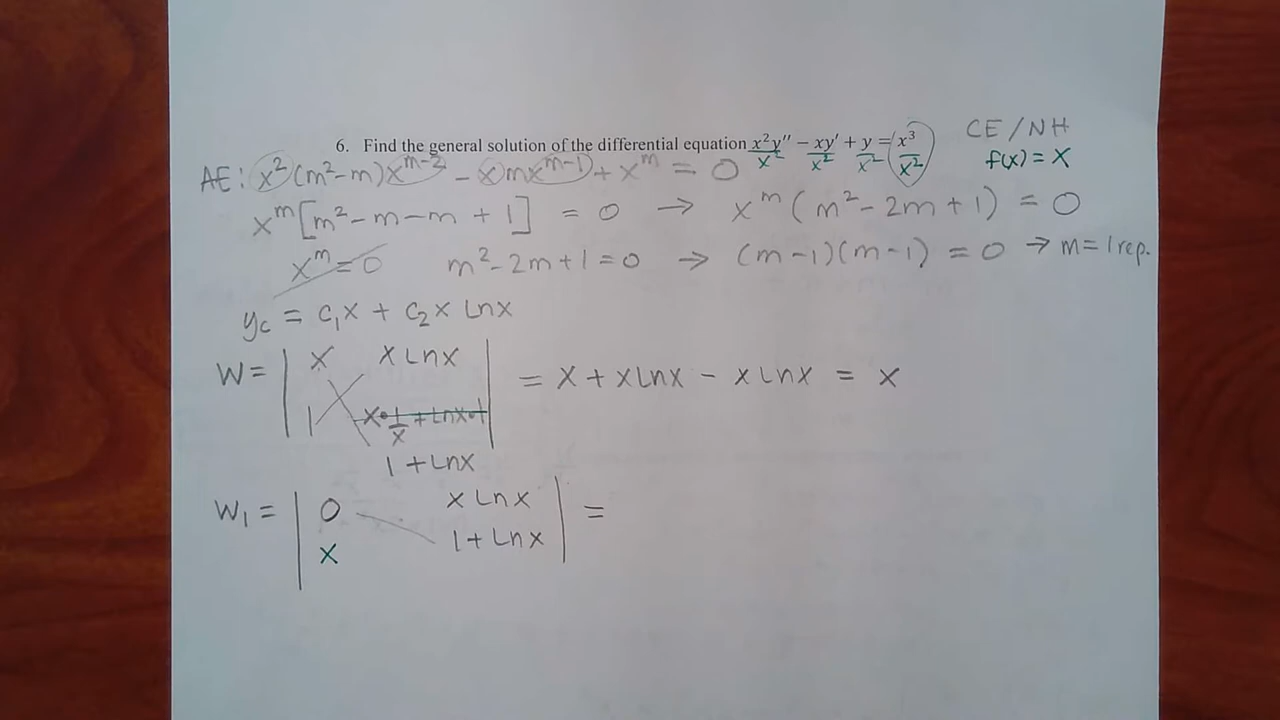 6. Find the general solution of the differential equation x²y″ − xy′ + y = x³ CE/NH
x² x² x² x² f(x) = x
AE: x²(m²-m)x^(m-2) - x mx^(m-1) + x^m = 0
x^m [m² - m - m + 1] = 0 → x^m (m² - 2m + 1) = 0
x^m = 0 m² - 2m + 1 = 0 → (m-1)(m-1) = 0 → m = 1 rep.
yc = c₁x + c₂x Lnx
W = | x x Lnx | = x + x Lnx - x Lnx = x
| 1 x·1/x + Lnx·1 |
1 + Lnx
W₁ = | 0 x Lnx | =
| x 1 + Lnx |